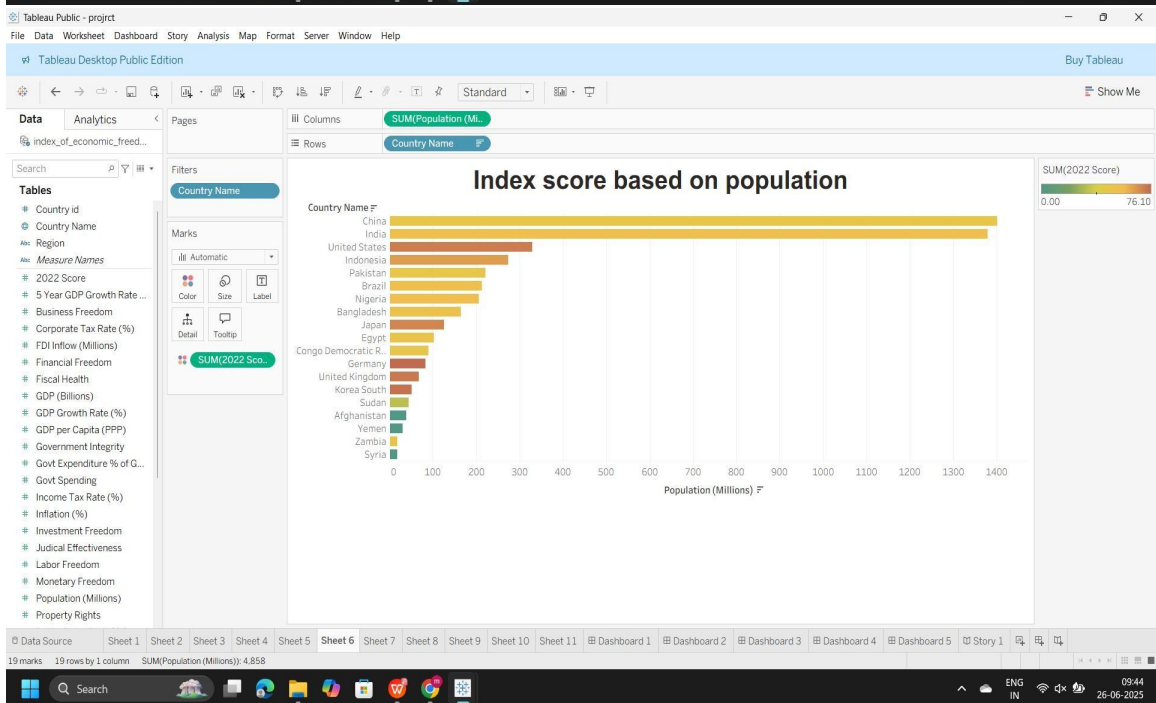 Tableau Public - projrct
File Data Worksheet Dashboard Story Analysis Map Format Server Window Help
Tableau Desktop Public Edition
Buy Tableau
Standard
Show Me
Data Analytics
index_of_economic_freed...
Search
Tables
# Country id
Country Name
Abc Region
Abc Measure Names
# 2022 Score
# 5 Year GDP Growth Rate ...
# Business Freedom
# Corporate Tax Rate (%)
# FDI Inflow (Millions)
# Financial Freedom
# Fiscal Health
# GDP (Billions)
# GDP Growth Rate (%)
# GDP per Capita (PPP)
# Government Integrity
# Govt Expenditure % of G...
# Govt Spending
# Income Tax Rate (%)
# Inflation (%)
# Investment Freedom
# Judical Effectiveness
# Labor Freedom
# Monetary Freedom
# Population (Millions)
# Property Rights
Pages
Filters
Country Name
Marks
Automatic
Color Size Label
Detail Tooltip
SUM(2022 Sco..
Columns SUM(Population (Mi..
Rows Country Name
Index score based on population
Country Name
China
India
United States
Indonesia
Pakistan
Brazil
Nigeria
Bangladesh
Japan
Egypt
Congo Democratic R..
Germany
United Kingdom
Korea South
Sudan
Afghanistan
Yemen
Zambia
Syria
0 100 200 300 400 500 600 700 800 900 1000 1100 1200 1300 1400
Population (Millions)
SUM(2022 Score)
0.00 76.10
Data Source Sheet 1 Sheet 2 Sheet 3 Sheet 4 Sheet 5 Sheet 6 Sheet 7 Sheet 8 Sheet 9 Sheet 10 Sheet 11 Dashboard 1 Dashboard 2 Dashboard 3 Dashboard 4 Dashboard 5 Story 1
19 marks 19 rows by 1 column SUM(Population (Millions)): 4,858
Search
ENG
IN
09:44
26-06-2025